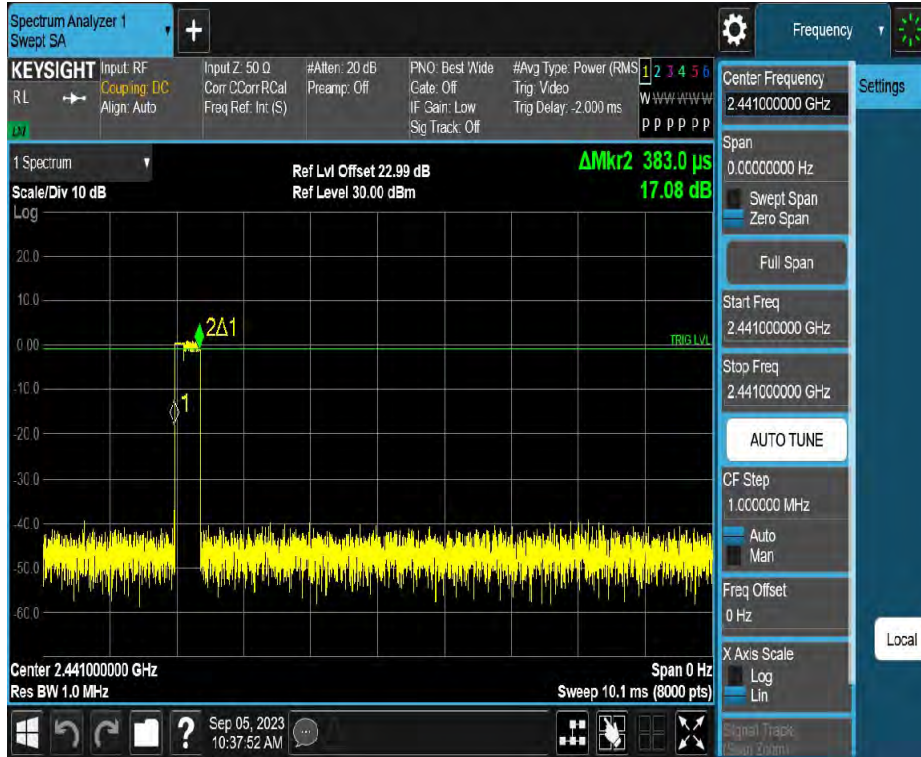 Spectrum Analyzer 1
Swept SA
+
Frequency
KEYSIGHT
RL
Input: RF
Coupling: DC
Align: Auto
Input Z: 50 Ω
Corr CCorr RCal
Freq Ref: Int (S)
#Atten: 20 dB
Preamp: Off
PNO: Best Wide
Gate: Off
IF Gain: Low
Sig Track: Off
#Avg Type: Power (RMS
Trig: Video
Trig Delay: -2.000 ms
1 2 3 4 5 6
W W W W W W
P P P P P P
1 Spectrum
Scale/Div 10 dB
Log
Ref Lvl Offset 22.99 dB
Ref Level 30.00 dBm
ΔMkr2 383.0 µs
17.08 dB
20.0
10.0
0.00
-10.0
-20.0
-30.0
-40.0
-50.0
-60.0
2Δ1
1
TRIG LVL
Center 2.441000000 GHz
Res BW 1.0 MHz
Span 0 Hz
Sweep 10.1 ms (8000 pts)
?
Sep 05, 2023
10:37:52 AM
Center Frequency
2.441000000 GHz
Span
0.00000000 Hz
Swept Span
Zero Span
Full Span
Start Freq
2.441000000 GHz
Stop Freq
2.441000000 GHz
AUTO TUNE
CF Step
1.000000 MHz
Auto
Man
Freq Offset
0 Hz
X Axis Scale
Log
Lin
Signal Track
(Span Zoom)
Settings
Local